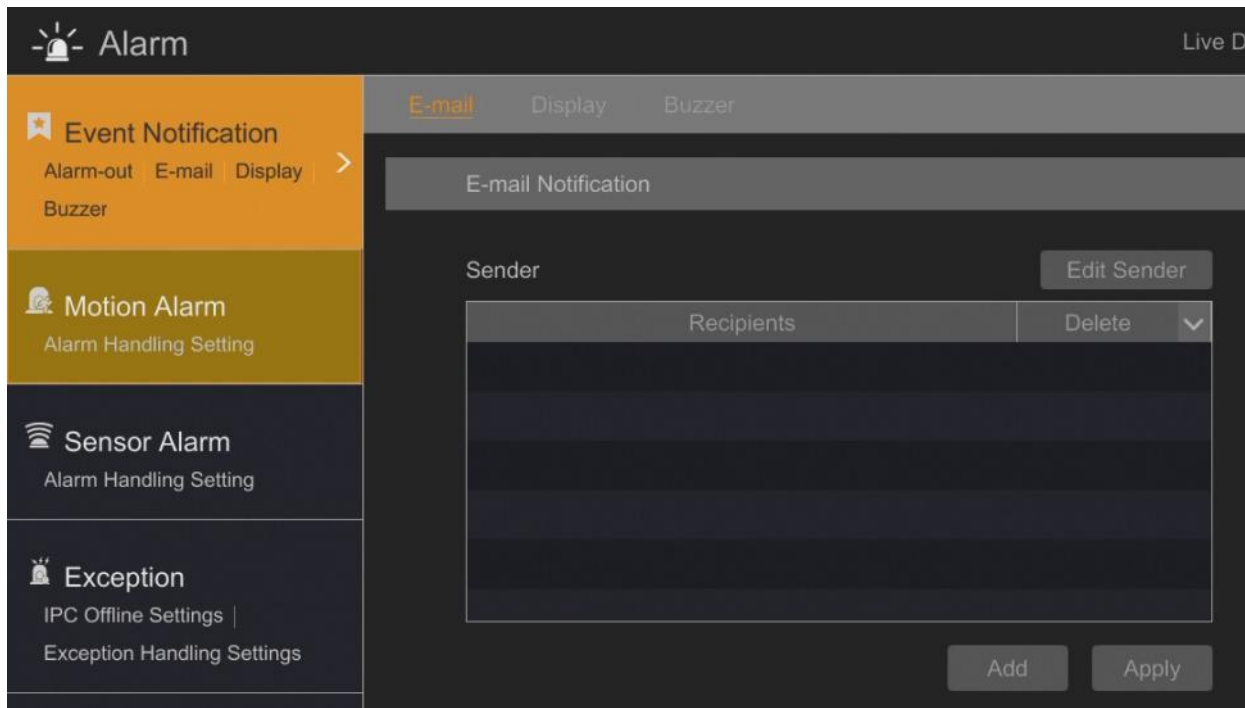 Alarm
Live D
Event Notification
Alarm-out | E-mail | Display |
Buzzer
Motion Alarm
Alarm Handling Setting
Sensor Alarm
Alarm Handling Setting
Exception
IPC Offline Settings |
Exception Handling Settings
E-mail Display Buzzer
E-mail Notification
Sender Edit Sender
Recipients Delete
Add Apply